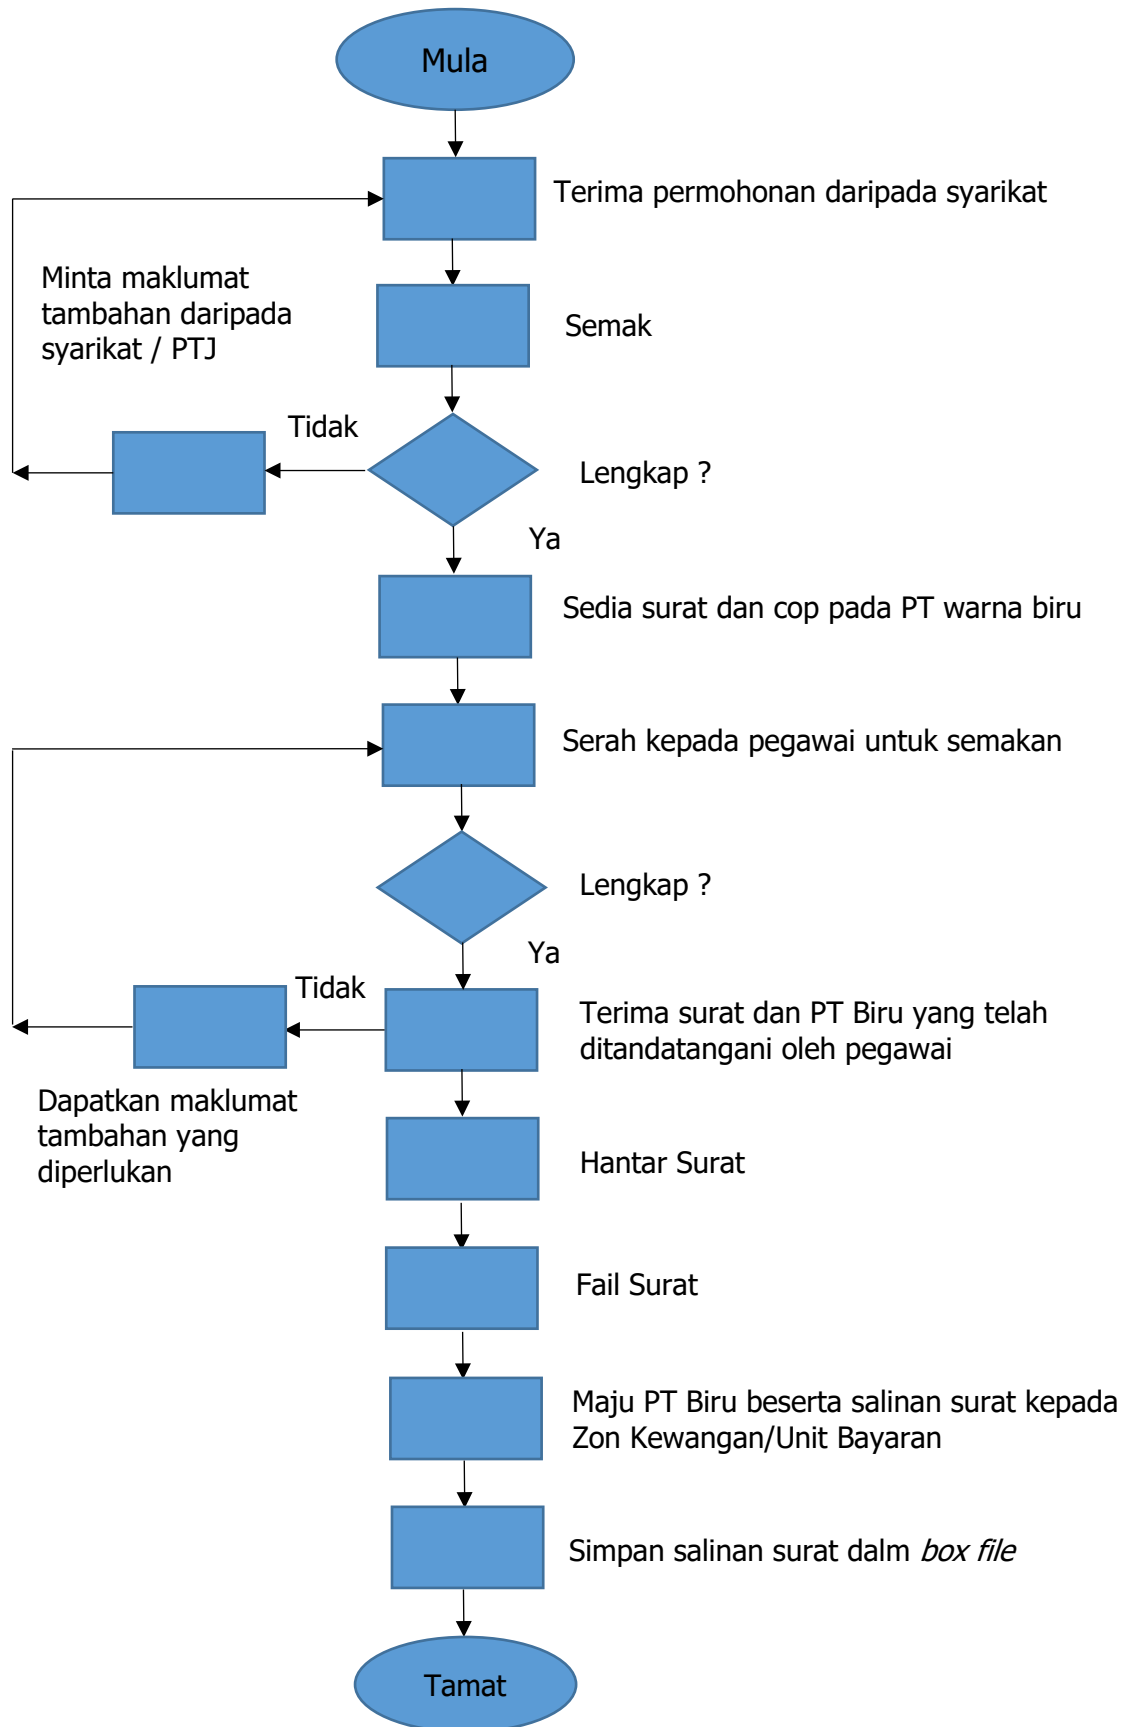 Mula
Terima permohonan daripada syarikat
Minta maklumat
tambahan daripada
syarikat / PTJ
Semak
Tidak
Lengkap ?
Ya
Sedia surat dan cop pada PT warna biru
Serah kepada pegawai untuk semakan
Lengkap ?
Ya
Tidak
Terima surat dan PT Biru yang telah
ditandatangani oleh pegawai
Dapatkan maklumat
tambahan yang
diperlukan
Hantar Surat
Fail Surat
Maju PT Biru beserta salinan surat kepada
Zon Kewangan/Unit Bayaran
Simpan salinan surat dalm box file
Tamat